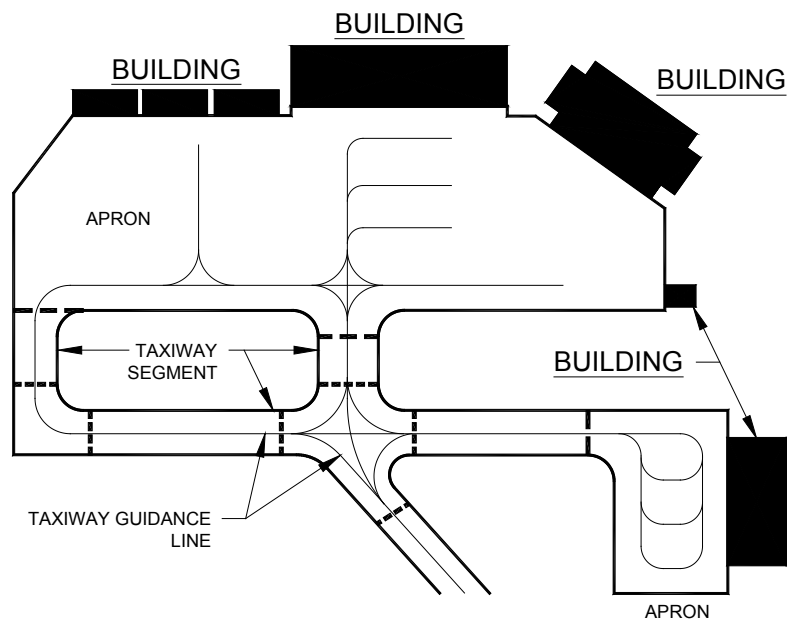 BUILDING
BUILDING
BUILDING
APRON
TAXIWAY
SEGMENT
BUILDING
TAXIWAY GUIDANCE
LINE
APRON